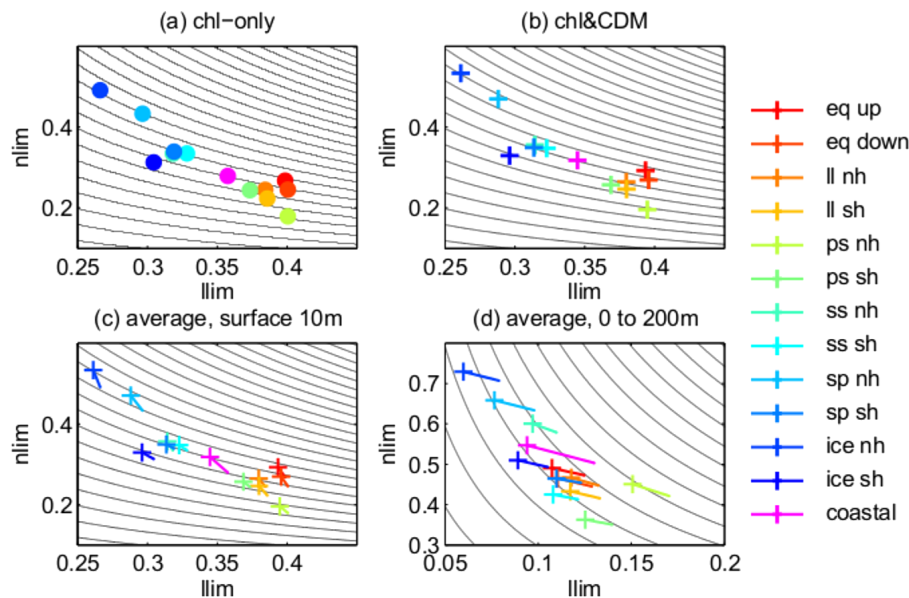 (a) chl−only
nlim
0.4
0.2
0.25 0.3 0.35 0.4
llim
(b) chl&CDM
nlim
0.4
0.2
0.25 0.3 0.35 0.4
llim
(c) average, surface 10m
nlim
0.4
0.2
0.25 0.3 0.35 0.4
llim
(d) average, 0 to 200m
nlim
0.7
0.6
0.5
0.4
0.3
0.05 0.1 0.15 0.2
llim
eq up
eq down
ll nh
ll sh
ps nh
ps sh
ss nh
ss sh
sp nh
sp sh
ice nh
ice sh
coastal